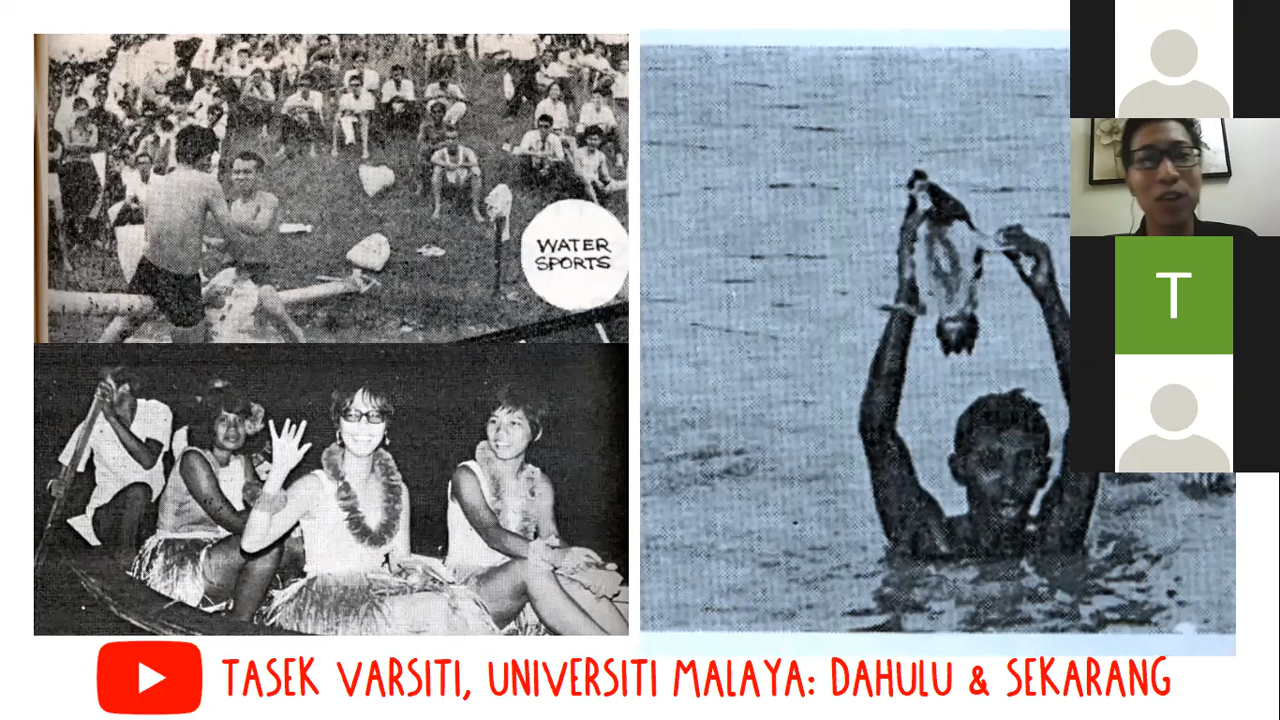 WATER
SPORTS
T
TASEK VARSITI, UNIVERSITI MALAYA: DAHULU & SEKARANG